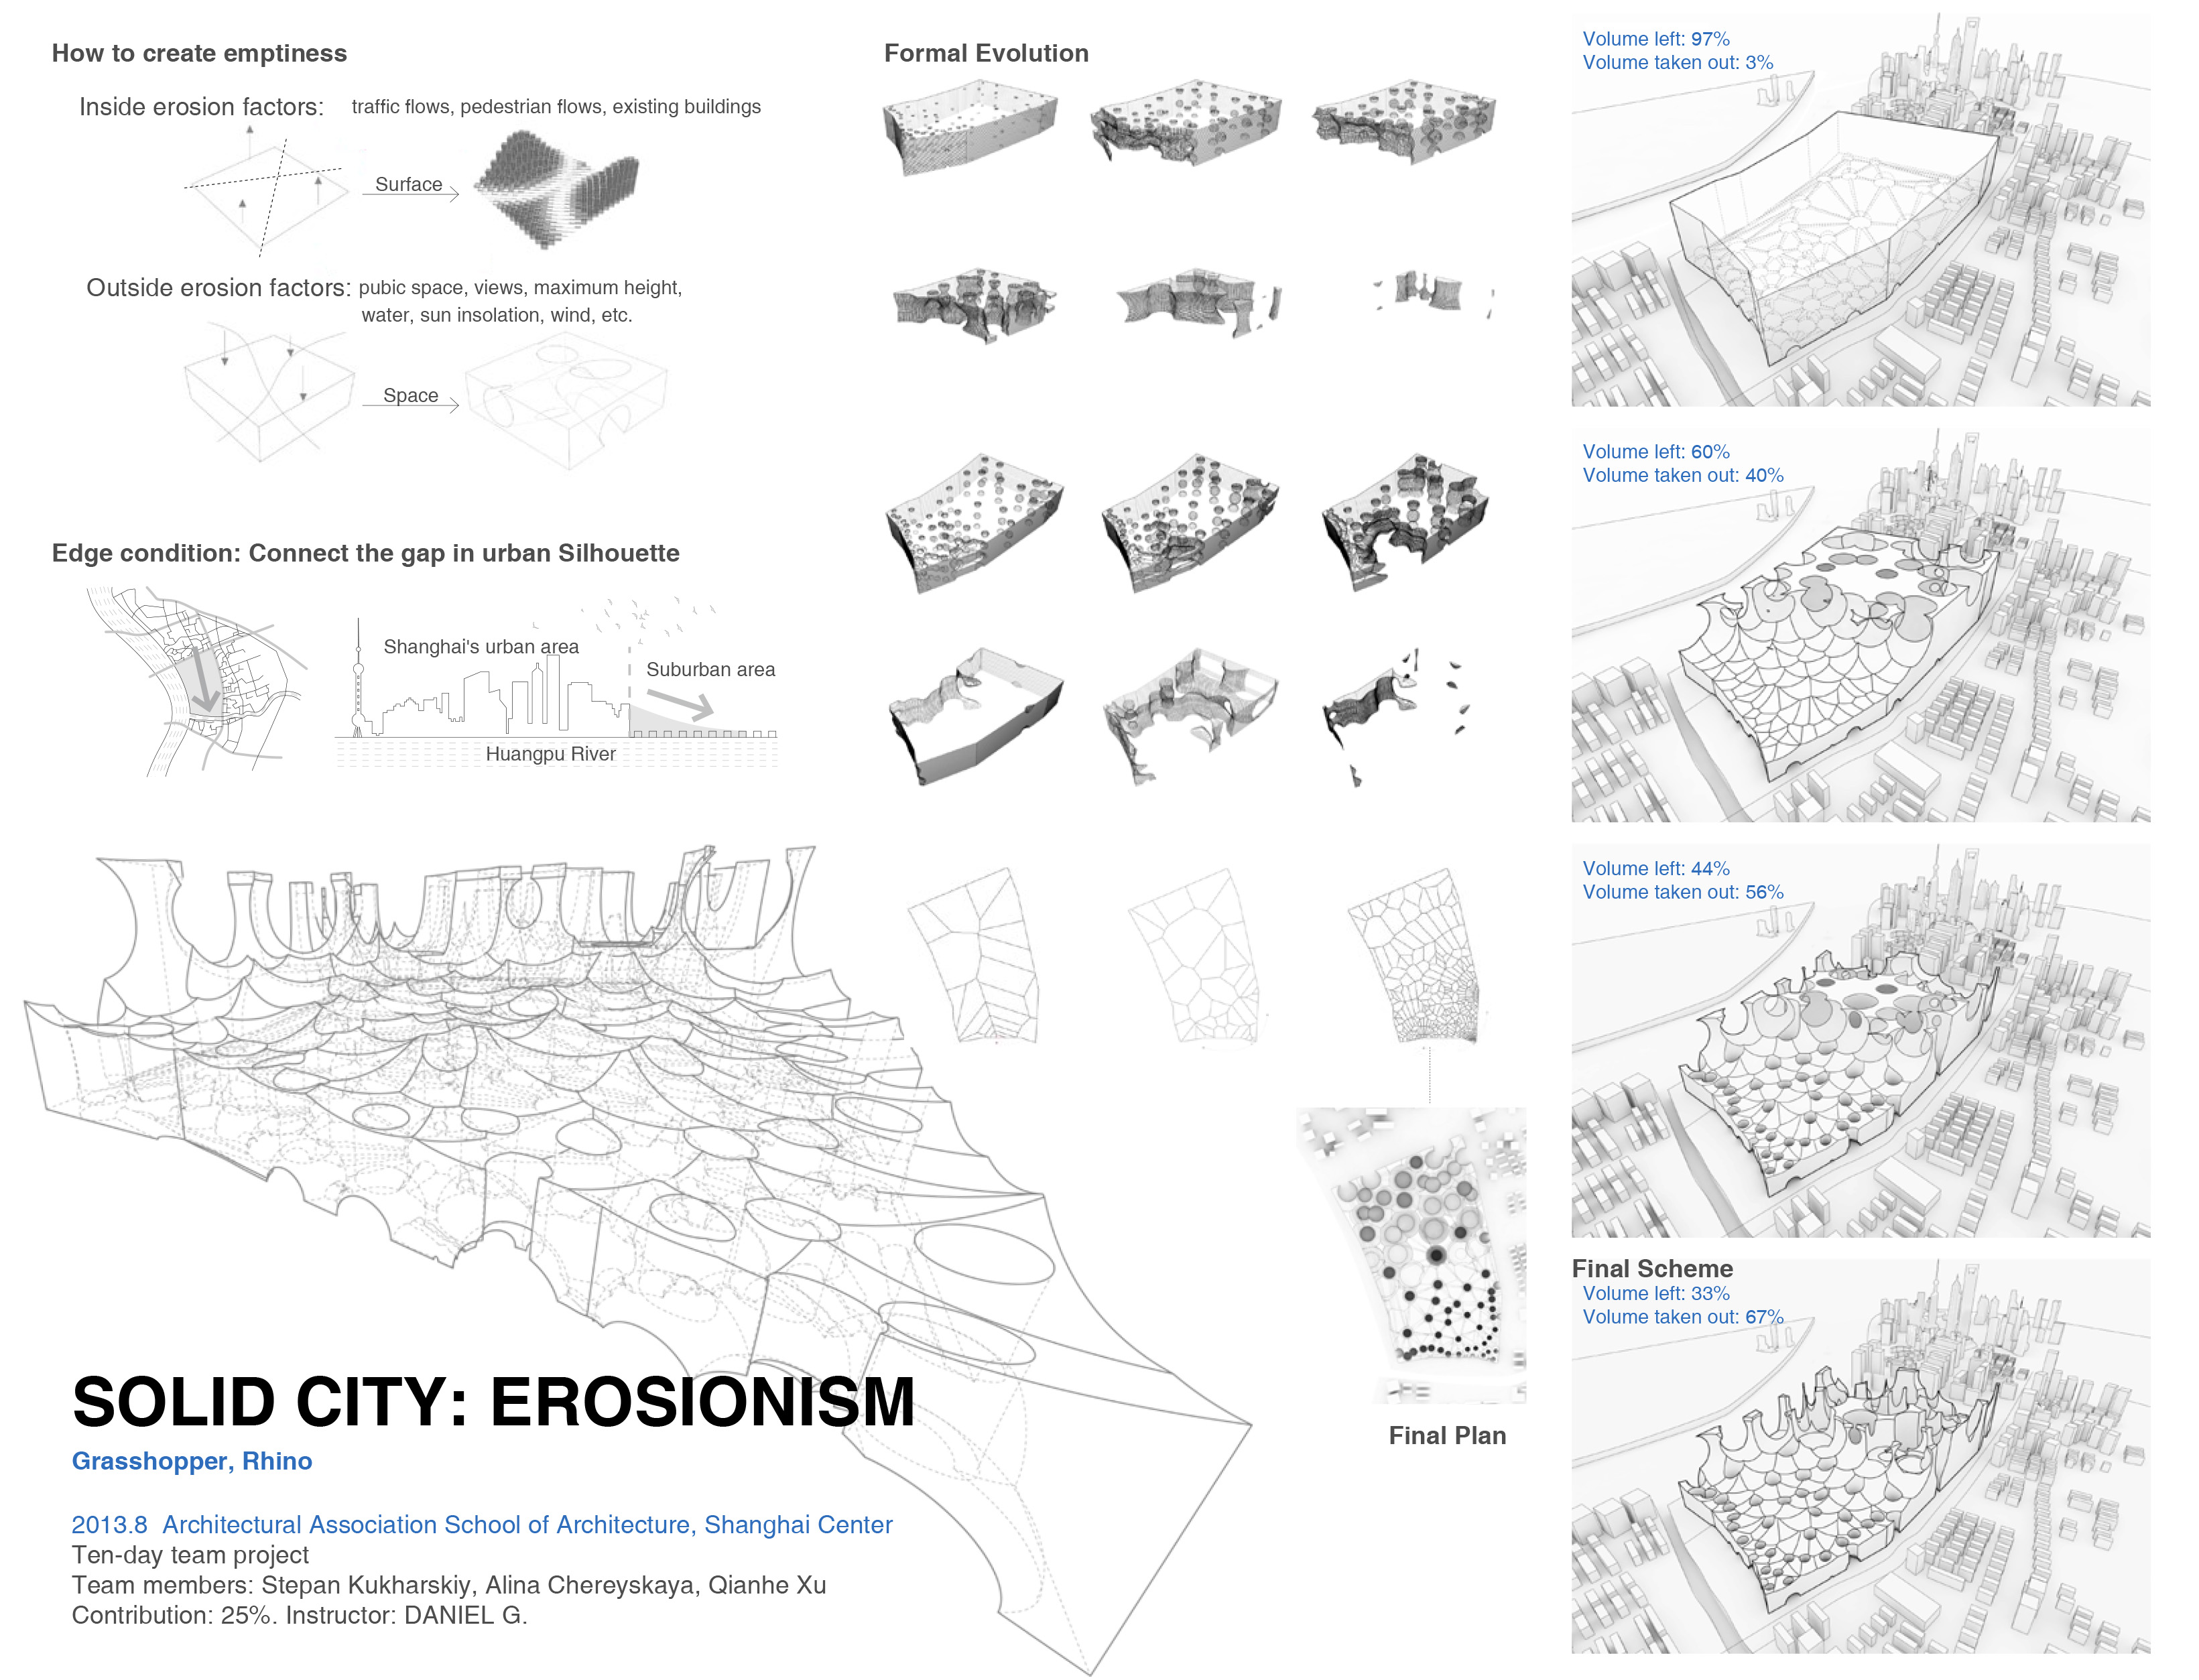 How to create emptiness
Inside erosion factors: traffic flows, pedestrian flows, existing buildings
Surface
Outside erosion factors: pubic space, views, maximum height,
water, sun insolation, wind, etc.
Space
Edge condition: Connect the gap in urban Silhouette
Shanghai's urban area
Suburban area
Huangpu River
Formal Evolution
Final Plan
Volume left: 97%
Volume taken out: 3%
Volume left: 60%
Volume taken out: 40%
Volume left: 44%
Volume taken out: 56%
Final Scheme
Volume left: 33%
Volume taken out: 67%
SOLID CITY: EROSIONISM
Grasshopper, Rhino
2013.8 Architectural Association School of Architecture, Shanghai Center
Ten-day team project
Team members: Stepan Kukharskiy, Alina Chereyskaya, Qianhe Xu
Contribution: 25%. Instructor: DANIEL G.